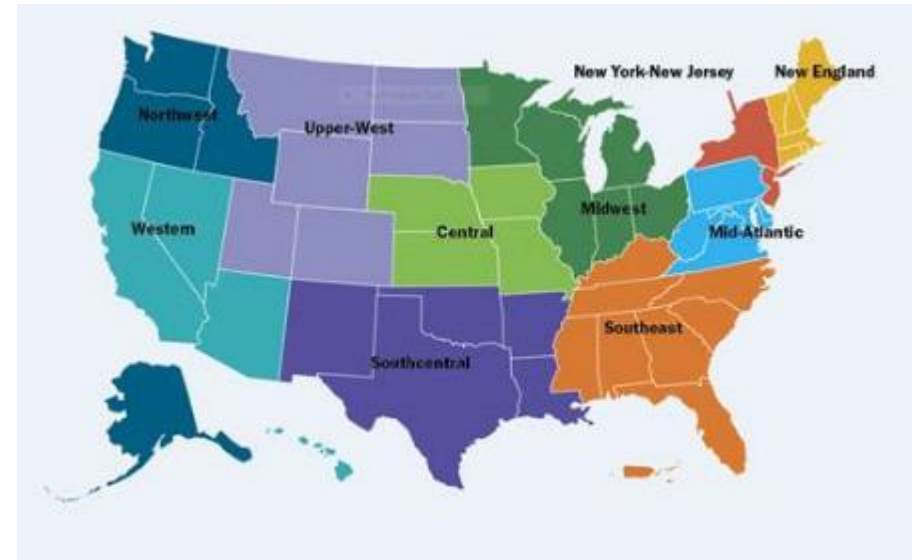 New York-New Jersey
New England
Northwest
Upper-West
Midwest
Western
Central
Mid-Atlantic
Southeast
Southcentral